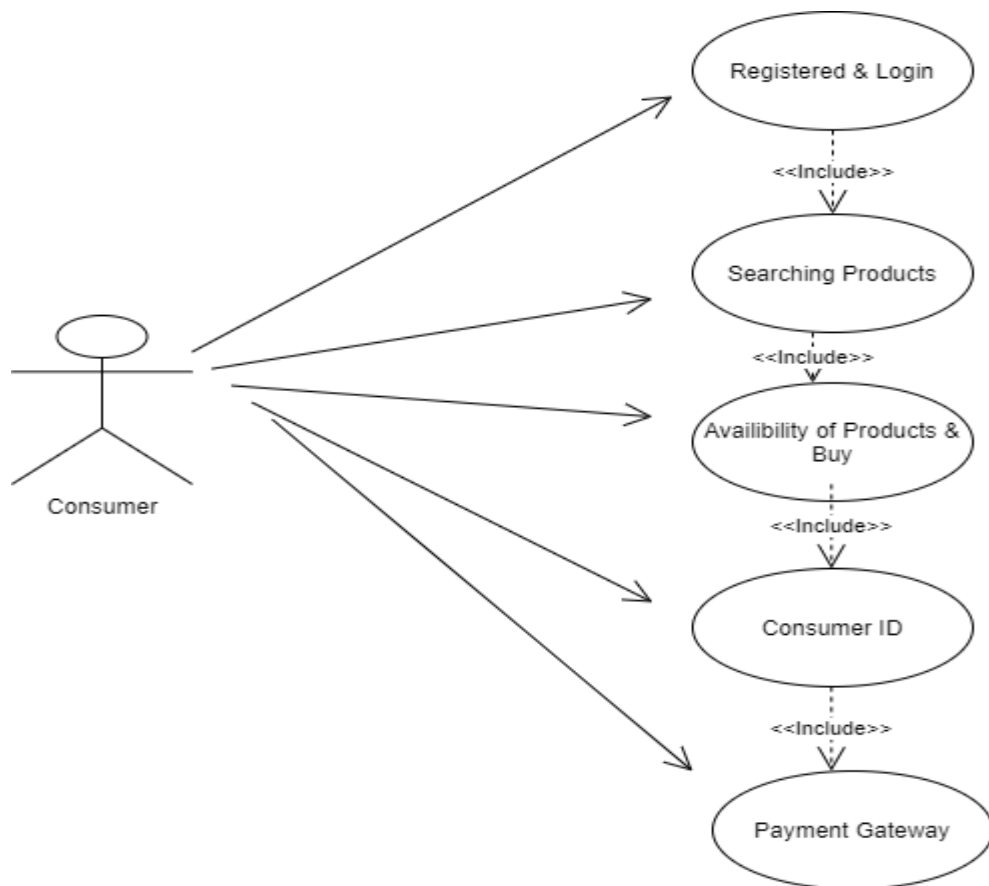 Registered & Login
<<Include>>
Searching Products
<<Include>>
Availibility of Products &
Buy
<<Include>>
Consumer ID
<<Include>>
Payment Gateway
Consumer